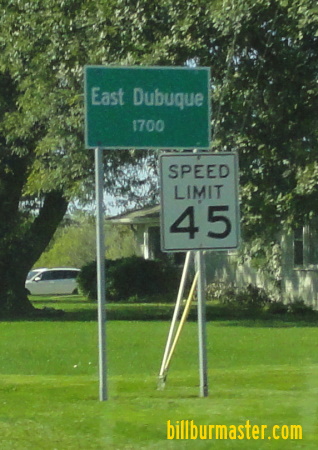 East Dubuque
1700
SPEED
LIMIT
45
billburmaster.com